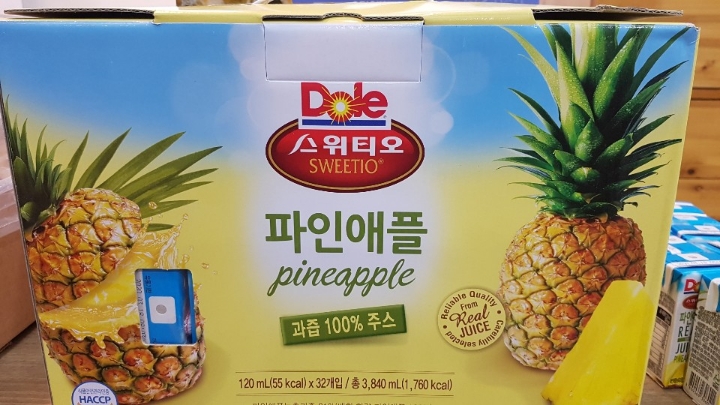 Dole
스위티오
SWEETIO®
파인애플
pineapple
과즙 100% 주스
Reliable Quality
From
Real
JUICE
Carefully selected
120 mL(55 kcal) x 32개입 / 총 3,840 mL(1,760 kcal)
HACCP